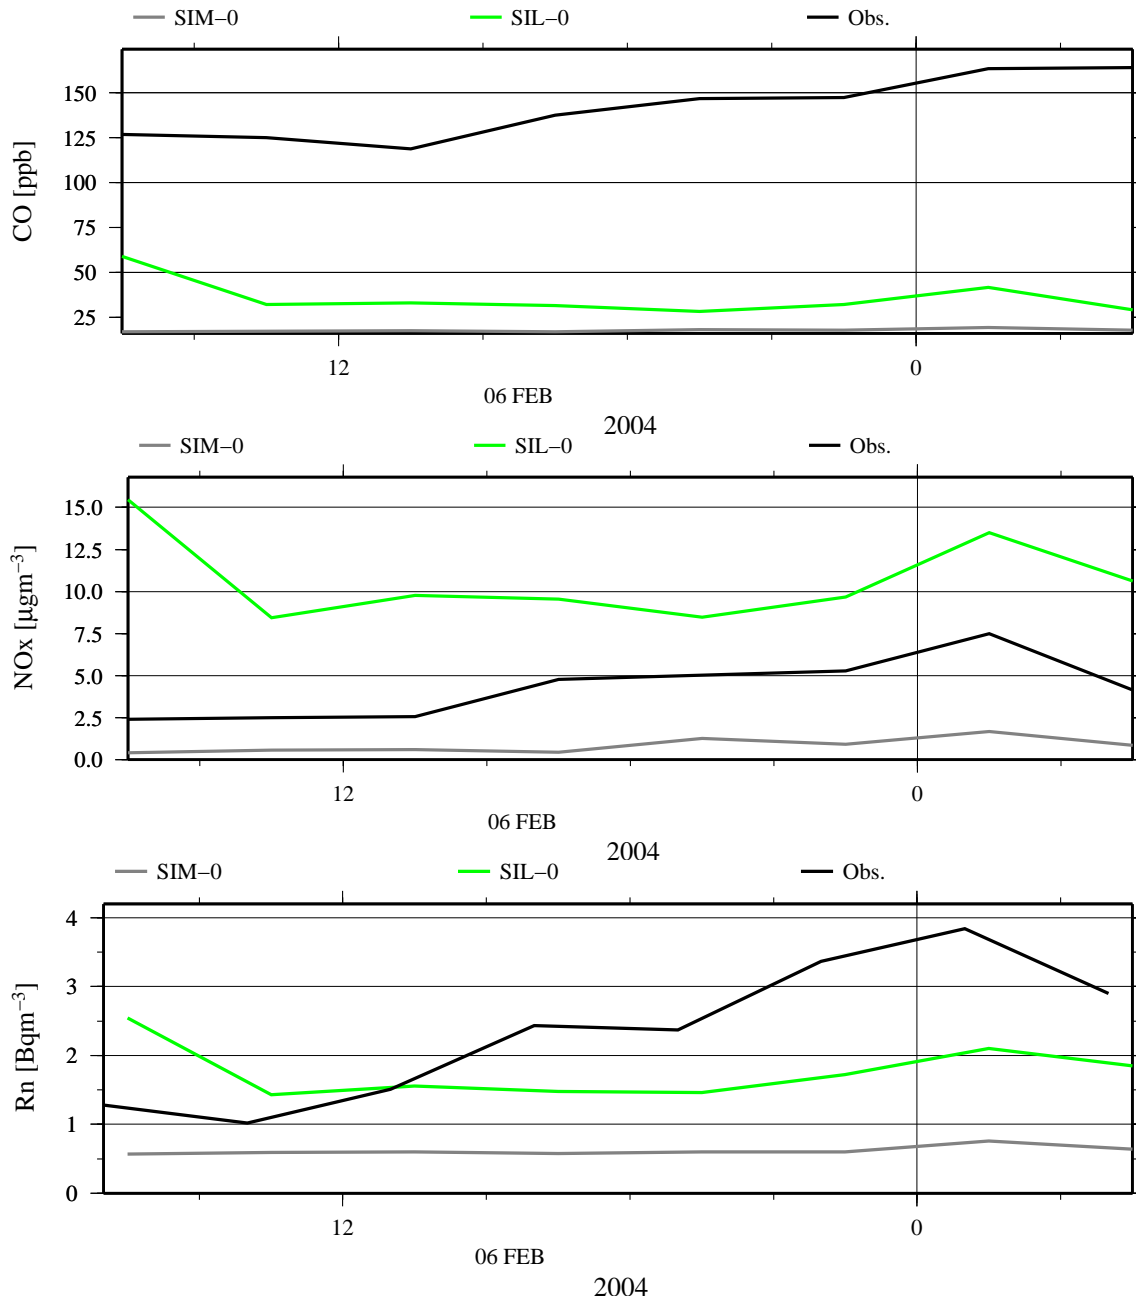 SIM−0 SIL−0 Obs.
CO [ppb]
150
125
100
75
50
25
12 0
06 FEB
2004
SIM−0 SIL−0 Obs.
NOx [µgm−3]
15.0
12.5
10.0
7.5
5.0
2.5
0.0
12 0
06 FEB
2004
SIM−0 SIL−0 Obs.
Rn [Bqm−3]
4
3
2
1
0
12 0
06 FEB
2004